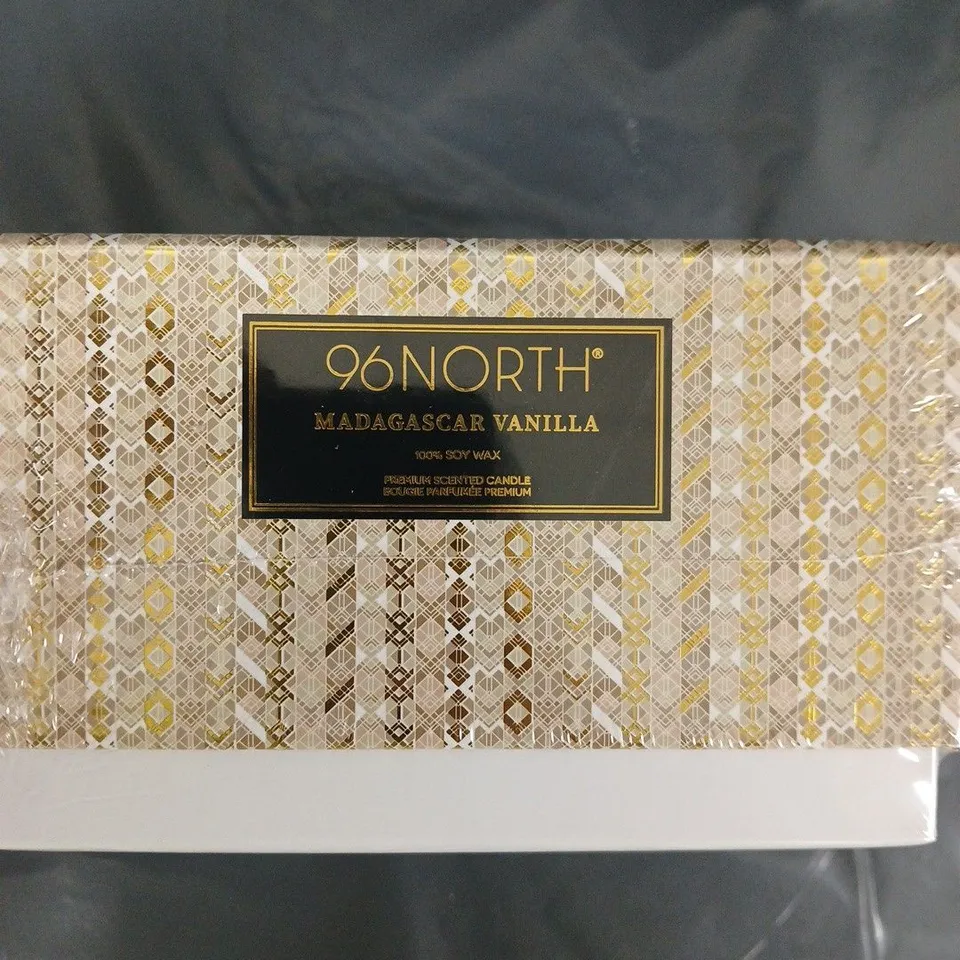 96NORTH®
MADAGASCAR VANILLA
100% SOY WAX
PREMIUM SCENTED CANDLE
BOUGIE PARFUMÉE PREMIUM